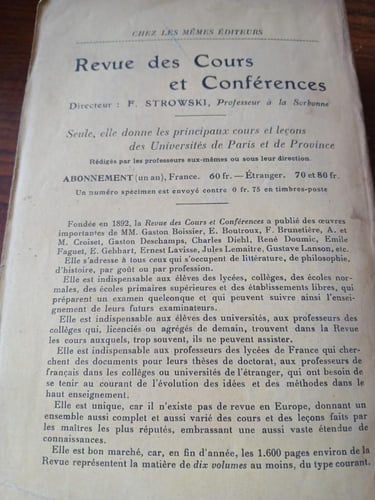 CHEZ LES MÊMES ÉDITEURS
Revue des Cours
et Conférences
Directeur : F. STROWSKI, Professeur à la Sorbonne
Seule, elle donne les principaux cours et leçons
des Universités de Paris et de Province
Rédigés par les professeurs eux-mêmes ou sous leur direction.
ABONNEMENT (un an), France. 60 fr. — Étranger. 70 et 80 fr.
Un numéro spécimen est envoyé contre 0 fr. 75 en timbres-poste
Fondée en 1892, la Revue des Cours et Conférences a publié des œuvres
importantes de MM. Gaston Boissier, E. Boutroux, F. Brunetière, A. et
M. Croiset, Gaston Deschamps, Charles Diehl, René Doumic, Emile
Faguet, E. Gebhart, Ernest Lavisse, Jules Lemaître, Gustave Lanson, etc.
Elle s'adresse à tous ceux qui s'occupent de littérature, de philosophie,
d'histoire, par goût ou par profession.
Elle est indispensable aux élèves des lycées, collèges, des écoles nor-
males, des écoles primaires supérieures et des établissements libres, qui
préparent un examen quelconque et qui peuvent suivre ainsi l'ensei-
gnement de leurs futurs examinateurs.
Elle est indispensable aux élèves des universités, aux professeurs des
collèges qui, licenciés ou agrégés de demain, trouvent dans la Revue
les cours auxquels, trop souvent, ils ne peuvent assister.
Elle est indispensable aux professeurs des lycées de France qui cher-
chent des documents pour leurs thèses de doctorat, aux professeurs de
français dans les collèges ou universités de l'étranger, qui ont besoin de
se tenir au courant de l'évolution des idées et des méthodes dans le
haut enseignement.
Elle est unique, car il n'existe pas de revue en Europe, donnant un
ensemble aussi complet et aussi varié des cours et des leçons faits par
les maîtres les plus réputés, embrassant une aussi vaste étendue de
connaissances.
Elle est bon marché, car, en fin d'année, les 1.600 pages environ de la
Revue représentent la matière de dix volumes au moins, du type courant.